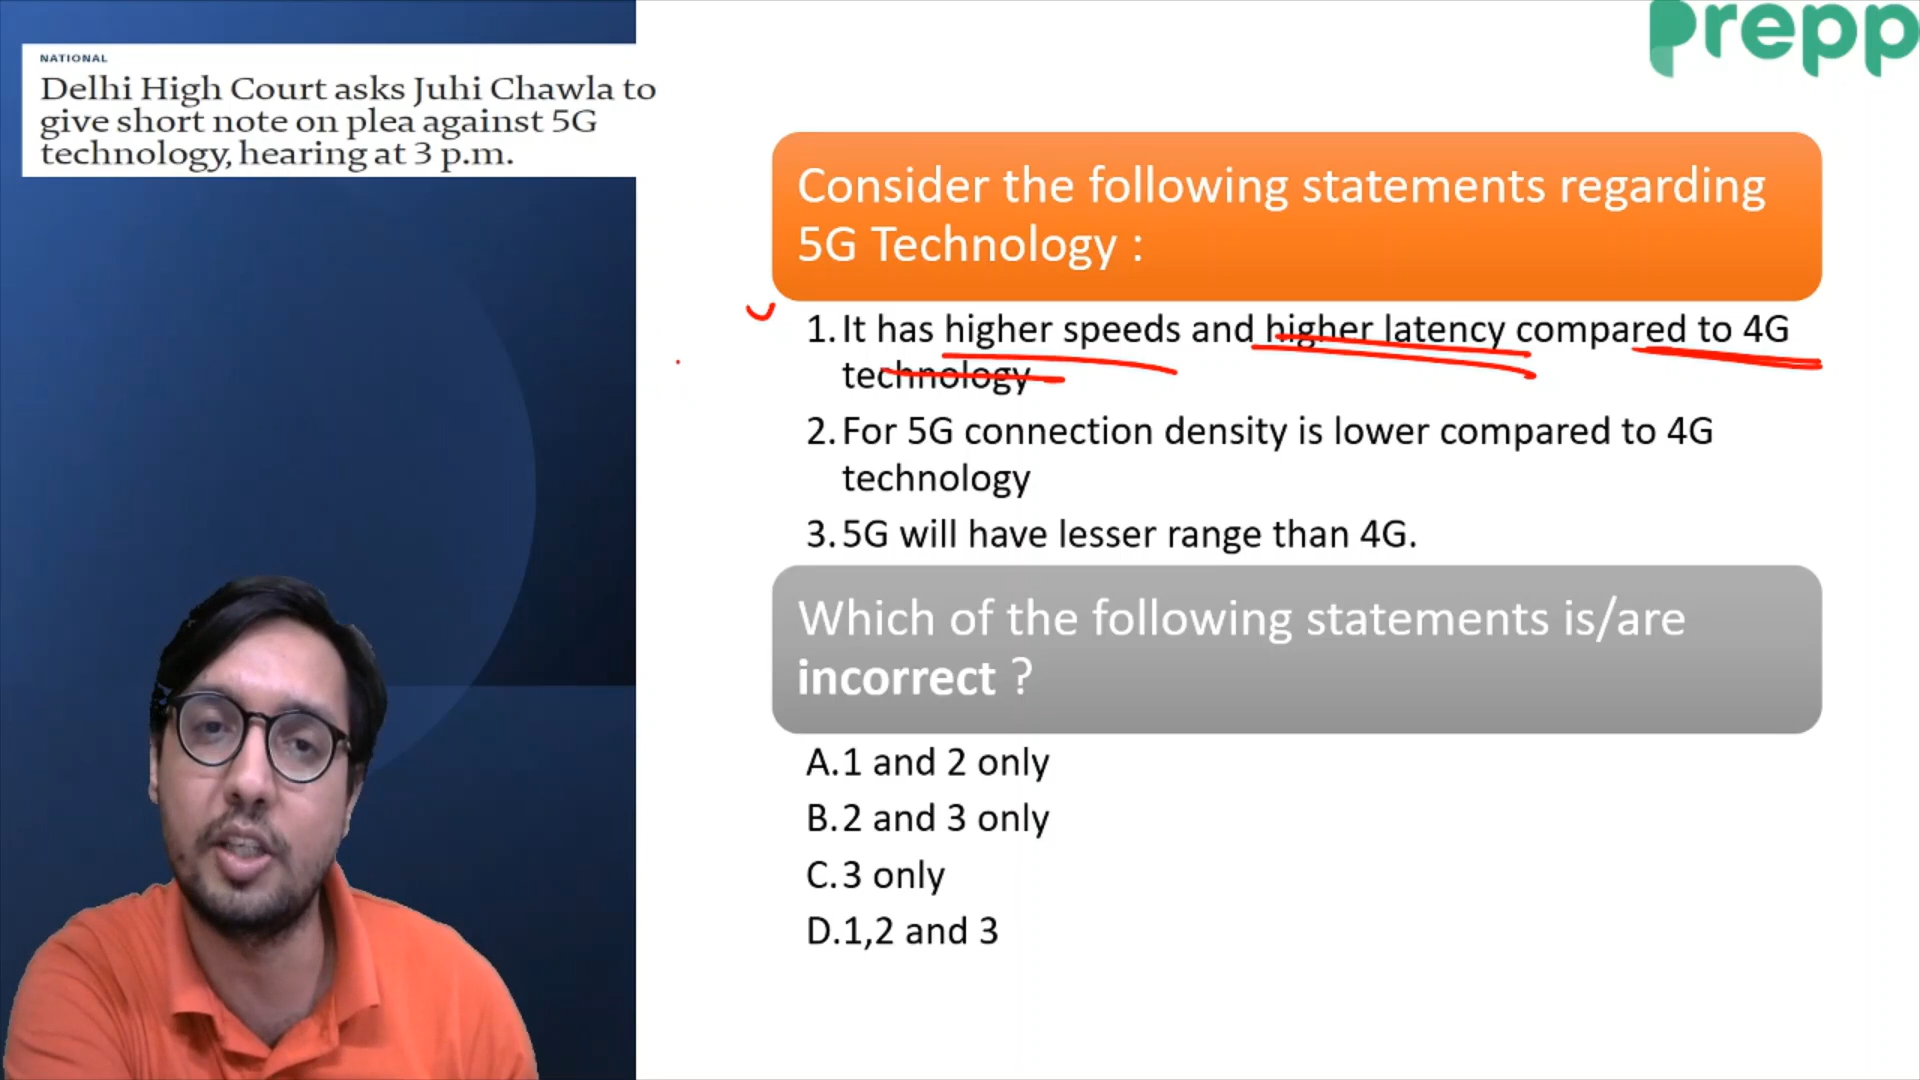 NATIONAL
Delhi High Court asks Juhi Chawla to
give short note on plea against 5G
technology, hearing at 3 p.m.
Prepp
Consider the following statements regarding
5G Technology :
1. It has higher speeds and higher latency compared to 4G
technology
2. For 5G connection density is lower compared to 4G
technology
3. 5G will have lesser range than 4G.
Which of the following statements is/are
incorrect ?
A. 1 and 2 only
B. 2 and 3 only
C. 3 only
D. 1,2 and 3